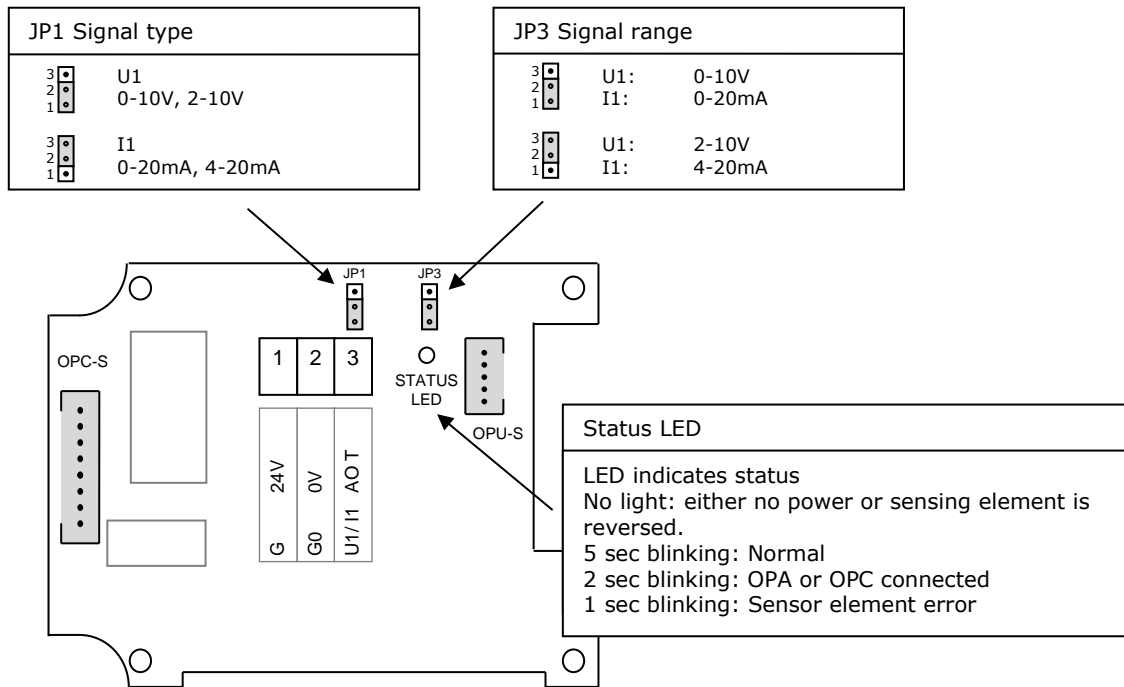 JP1 Signal type
3
2
1
U1
0-10V, 2-10V
3
2
1
I1
0-20mA, 4-20mA
JP3 Signal range
3
2
1
U1: 0-10V
I1: 0-20mA
3
2
1
U1: 2-10V
I1: 4-20mA
JP1
JP3
OPC-S
1 2 3
STATUS
LED
OPU-S
G 24V
G0 0V
U1/I1 AOT
Status LED
LED indicates status
No light: either no power or sensing element is
reversed.
5 sec blinking: Normal
2 sec blinking: OPA or OPC connected
1 sec blinking: Sensor element error